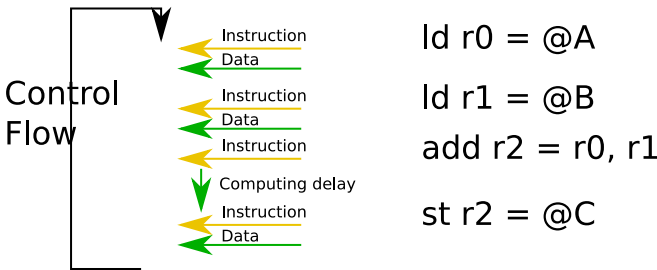 Control
Flow
Instruction
Data
ld r0 = @A
Instruction
Data
ld r1 = @B
Instruction
add r2 = r0, r1
Computing delay
Instruction
Data
st r2 = @C